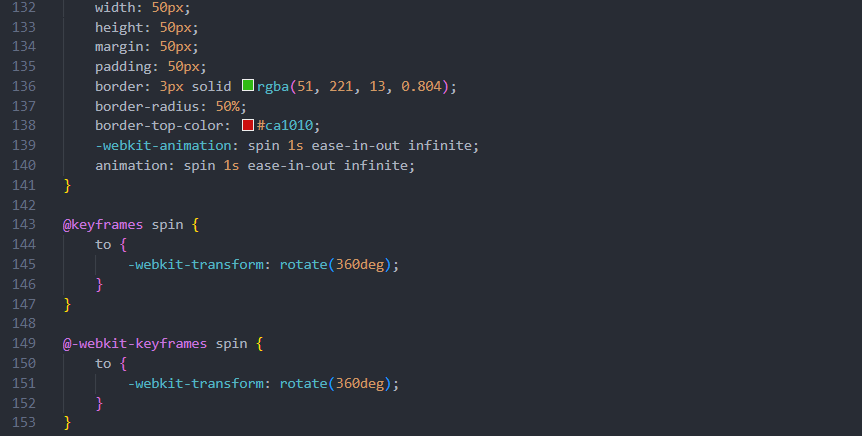 132 width: 50px;
133 height: 50px;
134 margin: 50px;
135 padding: 50px;
136 border: 3px solid rgba(51, 221, 13, 0.804);
137 border-radius: 50%;
138 border-top-color: #ca1010;
139 -webkit-animation: spin 1s ease-in-out infinite;
140 animation: spin 1s ease-in-out infinite;
141 }
142
143 @keyframes spin {
144 to {
145 -webkit-transform: rotate(360deg);
146 }
147 }
148
149 @-webkit-keyframes spin {
150 to {
151 -webkit-transform: rotate(360deg);
152 }
153 }